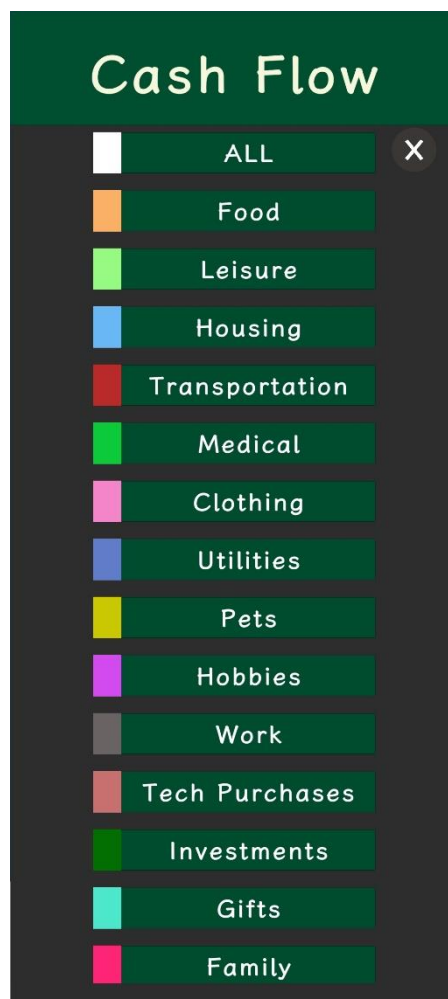 Cash Flow
ALL
X
Food
Leisure
Housing
Transportation
Medical
Clothing
Utilities
Pets
Hobbies
Work
Tech Purchases
Investments
Gifts
Family